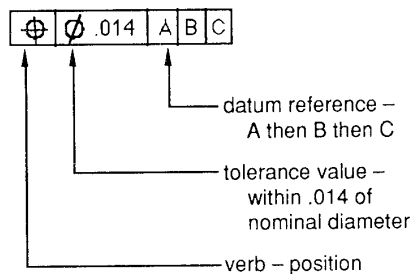 ⌖ ⌀ .014 A B C
datum reference –
A then B then C
tolerance value –
within .014 of
nominal diameter
verb – position